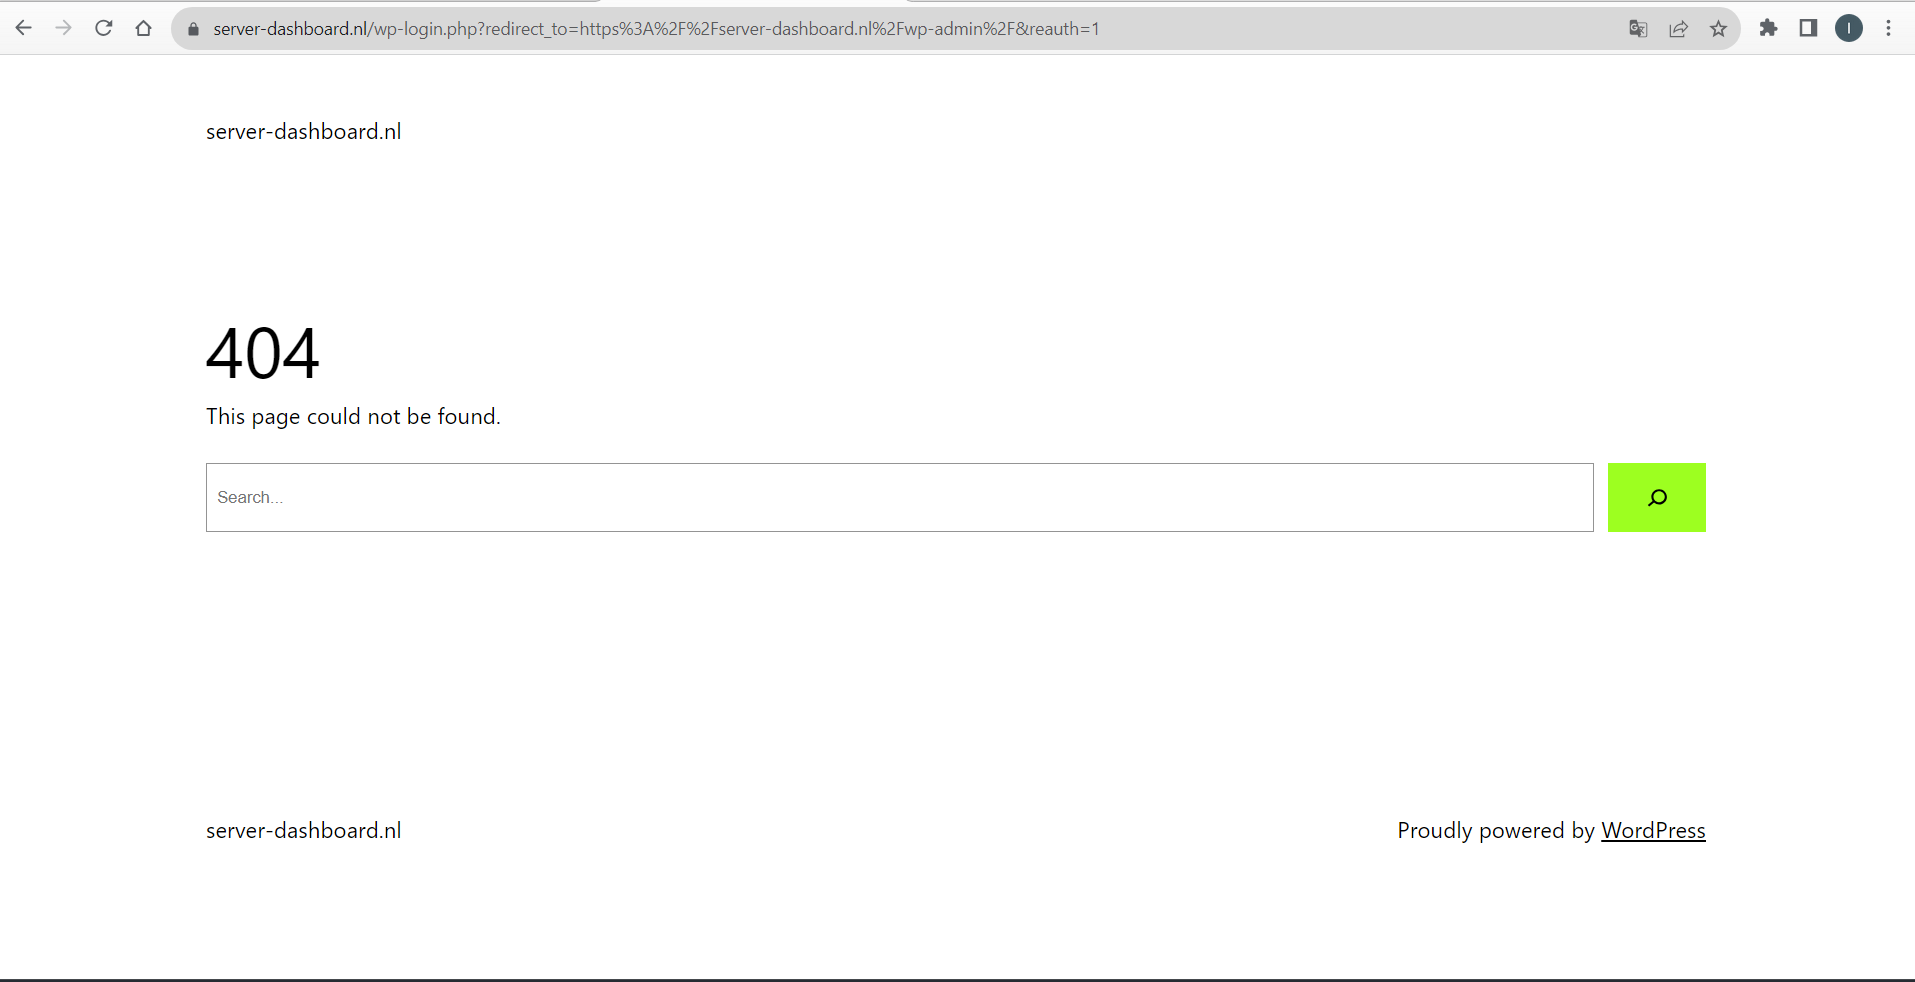 server-dashboard.nl/wp-login.php?redirect_to=https%3A%2F%2Fserver-dashboard.nl%2Fwp-admin%2F&reauth=1
I
server-dashboard.nl
404
This page could not be found.
Search...
server-dashboard.nl
Proudly powered by WordPress